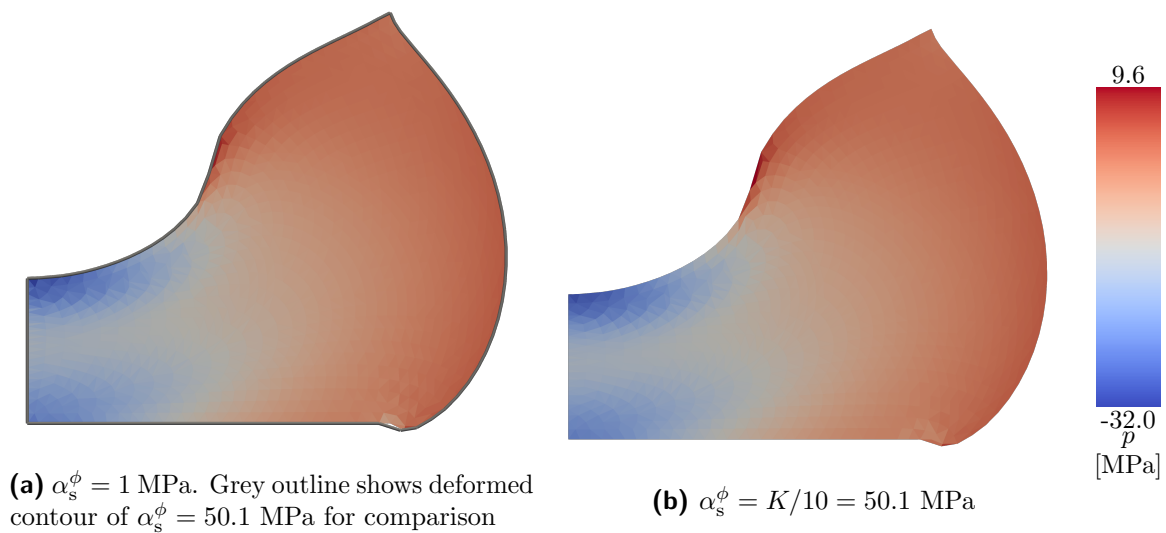 9.6
-32.0
p
[MPa]
(a) α_s^ϕ = 1 MPa. Grey outline shows deformed
contour of α_s^ϕ = 50.1 MPa for comparison
(b) α_s^ϕ = K/10 = 50.1 MPa